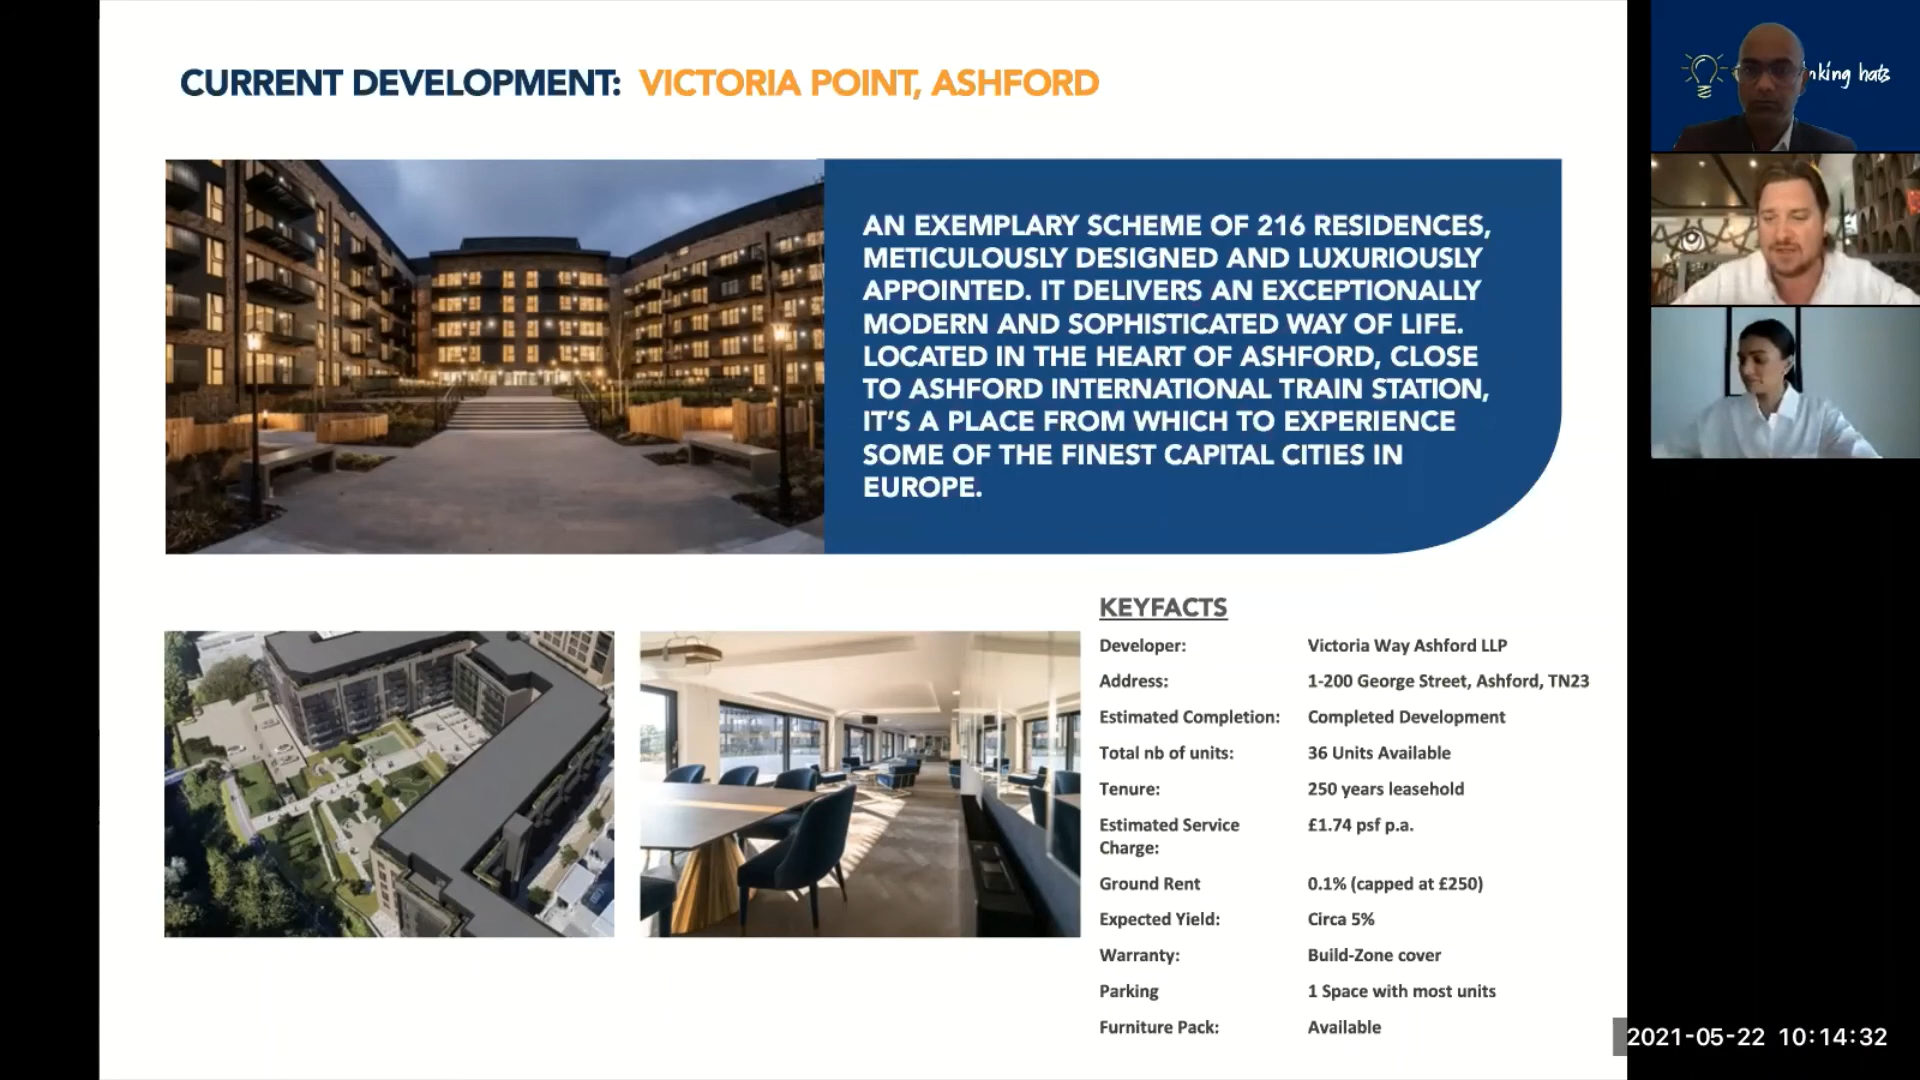 CURRENT DEVELOPMENT: VICTORIA POINT, ASHFORD
AN EXEMPLARY SCHEME OF 216 RESIDENCES,
METICULOUSLY DESIGNED AND LUXURIOUSLY
APPOINTED. IT DELIVERS AN EXCEPTIONALLY
MODERN AND SOPHISTICATED WAY OF LIFE.
LOCATED IN THE HEART OF ASHFORD, CLOSE
TO ASHFORD INTERNATIONAL TRAIN STATION,
IT’S A PLACE FROM WHICH TO EXPERIENCE
SOME OF THE FINEST CAPITAL CITIES IN
EUROPE.
KEYFACTS
Developer: Victoria Way Ashford LLP
Address: 1-200 George Street, Ashford, TN23
Estimated Completion: Completed Development
Total nb of units: 36 Units Available
Tenure: 250 years leasehold
Estimated Service £1.74 psf p.a.
Charge:
Ground Rent 0.1% (capped at £250)
Expected Yield: Circa 5%
Warranty: Build-Zone cover
Parking 1 Space with most units
Furniture Pack: Available
hats
2021-05-22 10:14:32